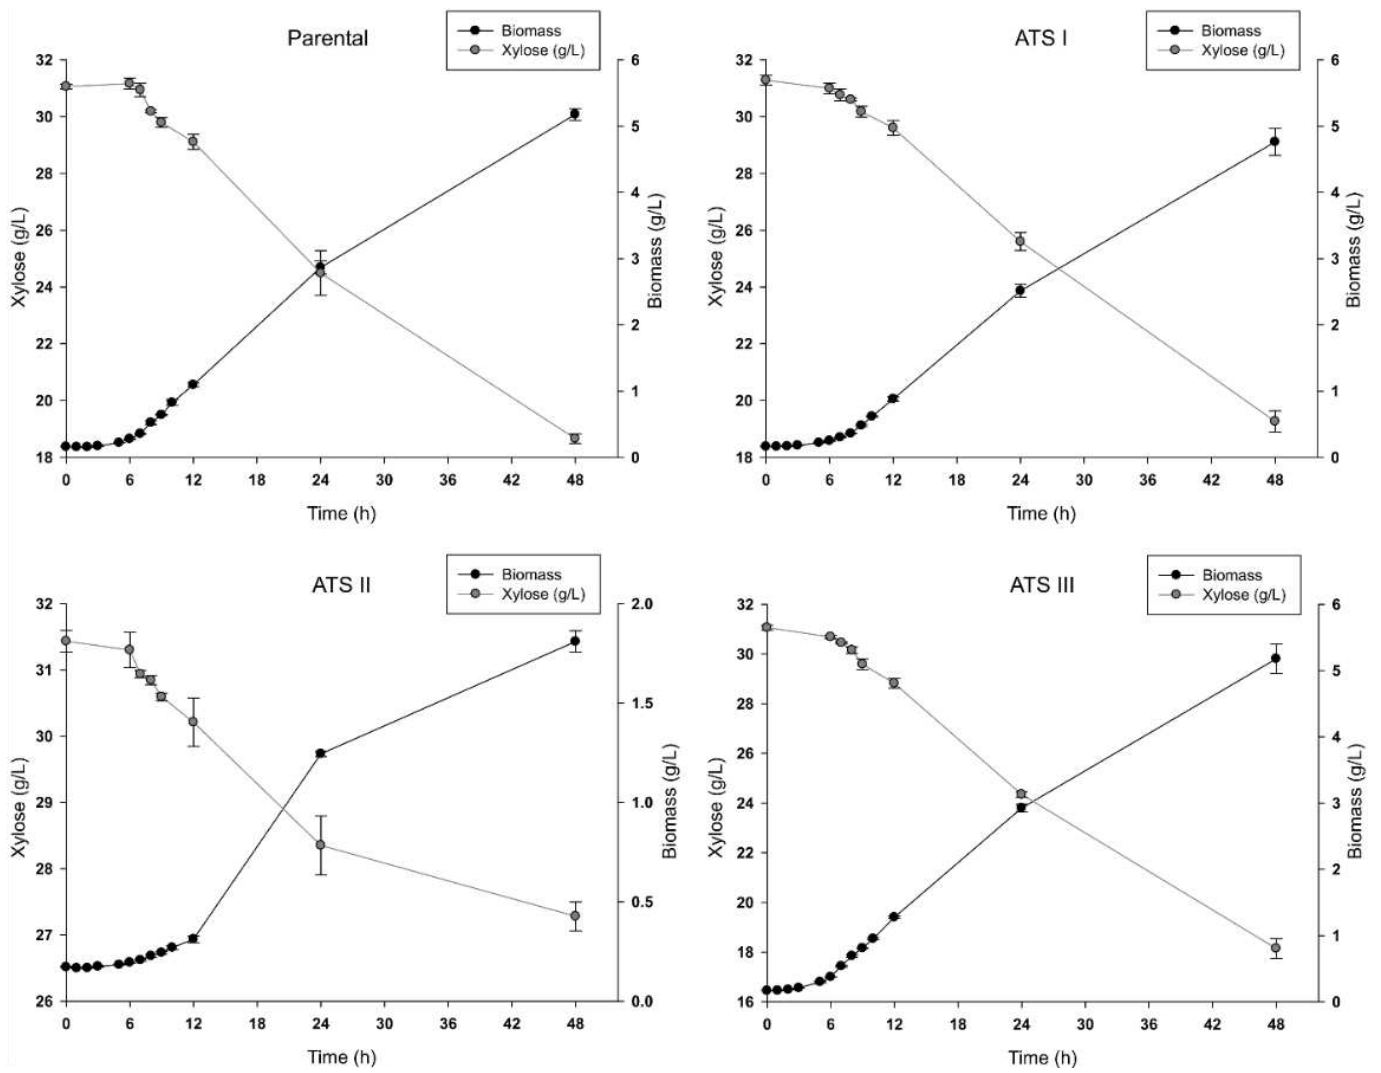 Parental
Biomass
Xylose (g/L)
32
30
28
26
24
22
20
18
Xylose (g/L)
6
5
4
3
2
1
0
Biomass (g/L)
0 6 12 18 24 30 36 42 48
Time (h)
ATS I
Biomass
Xylose (g/L)
32
30
28
26
24
22
20
18
Xylose (g/L)
6
5
4
3
2
1
0
Biomass (g/L)
0 6 12 18 24 30 36 42 48
Time (h)
ATS II
Biomass
Xylose (g/L)
32
31
30
29
28
27
26
Xylose (g/L)
2.0
1.5
1.0
0.5
0.0
Biomass (g/L)
0 6 12 18 24 30 36 42 48
Time (h)
ATS III
Biomass
Xylose (g/L)
32
30
28
26
24
22
20
18
16
Xylose (g/L)
6
5
4
3
2
1
0
Biomass (g/L)
0 6 12 18 24 30 36 42 48
Time (h)